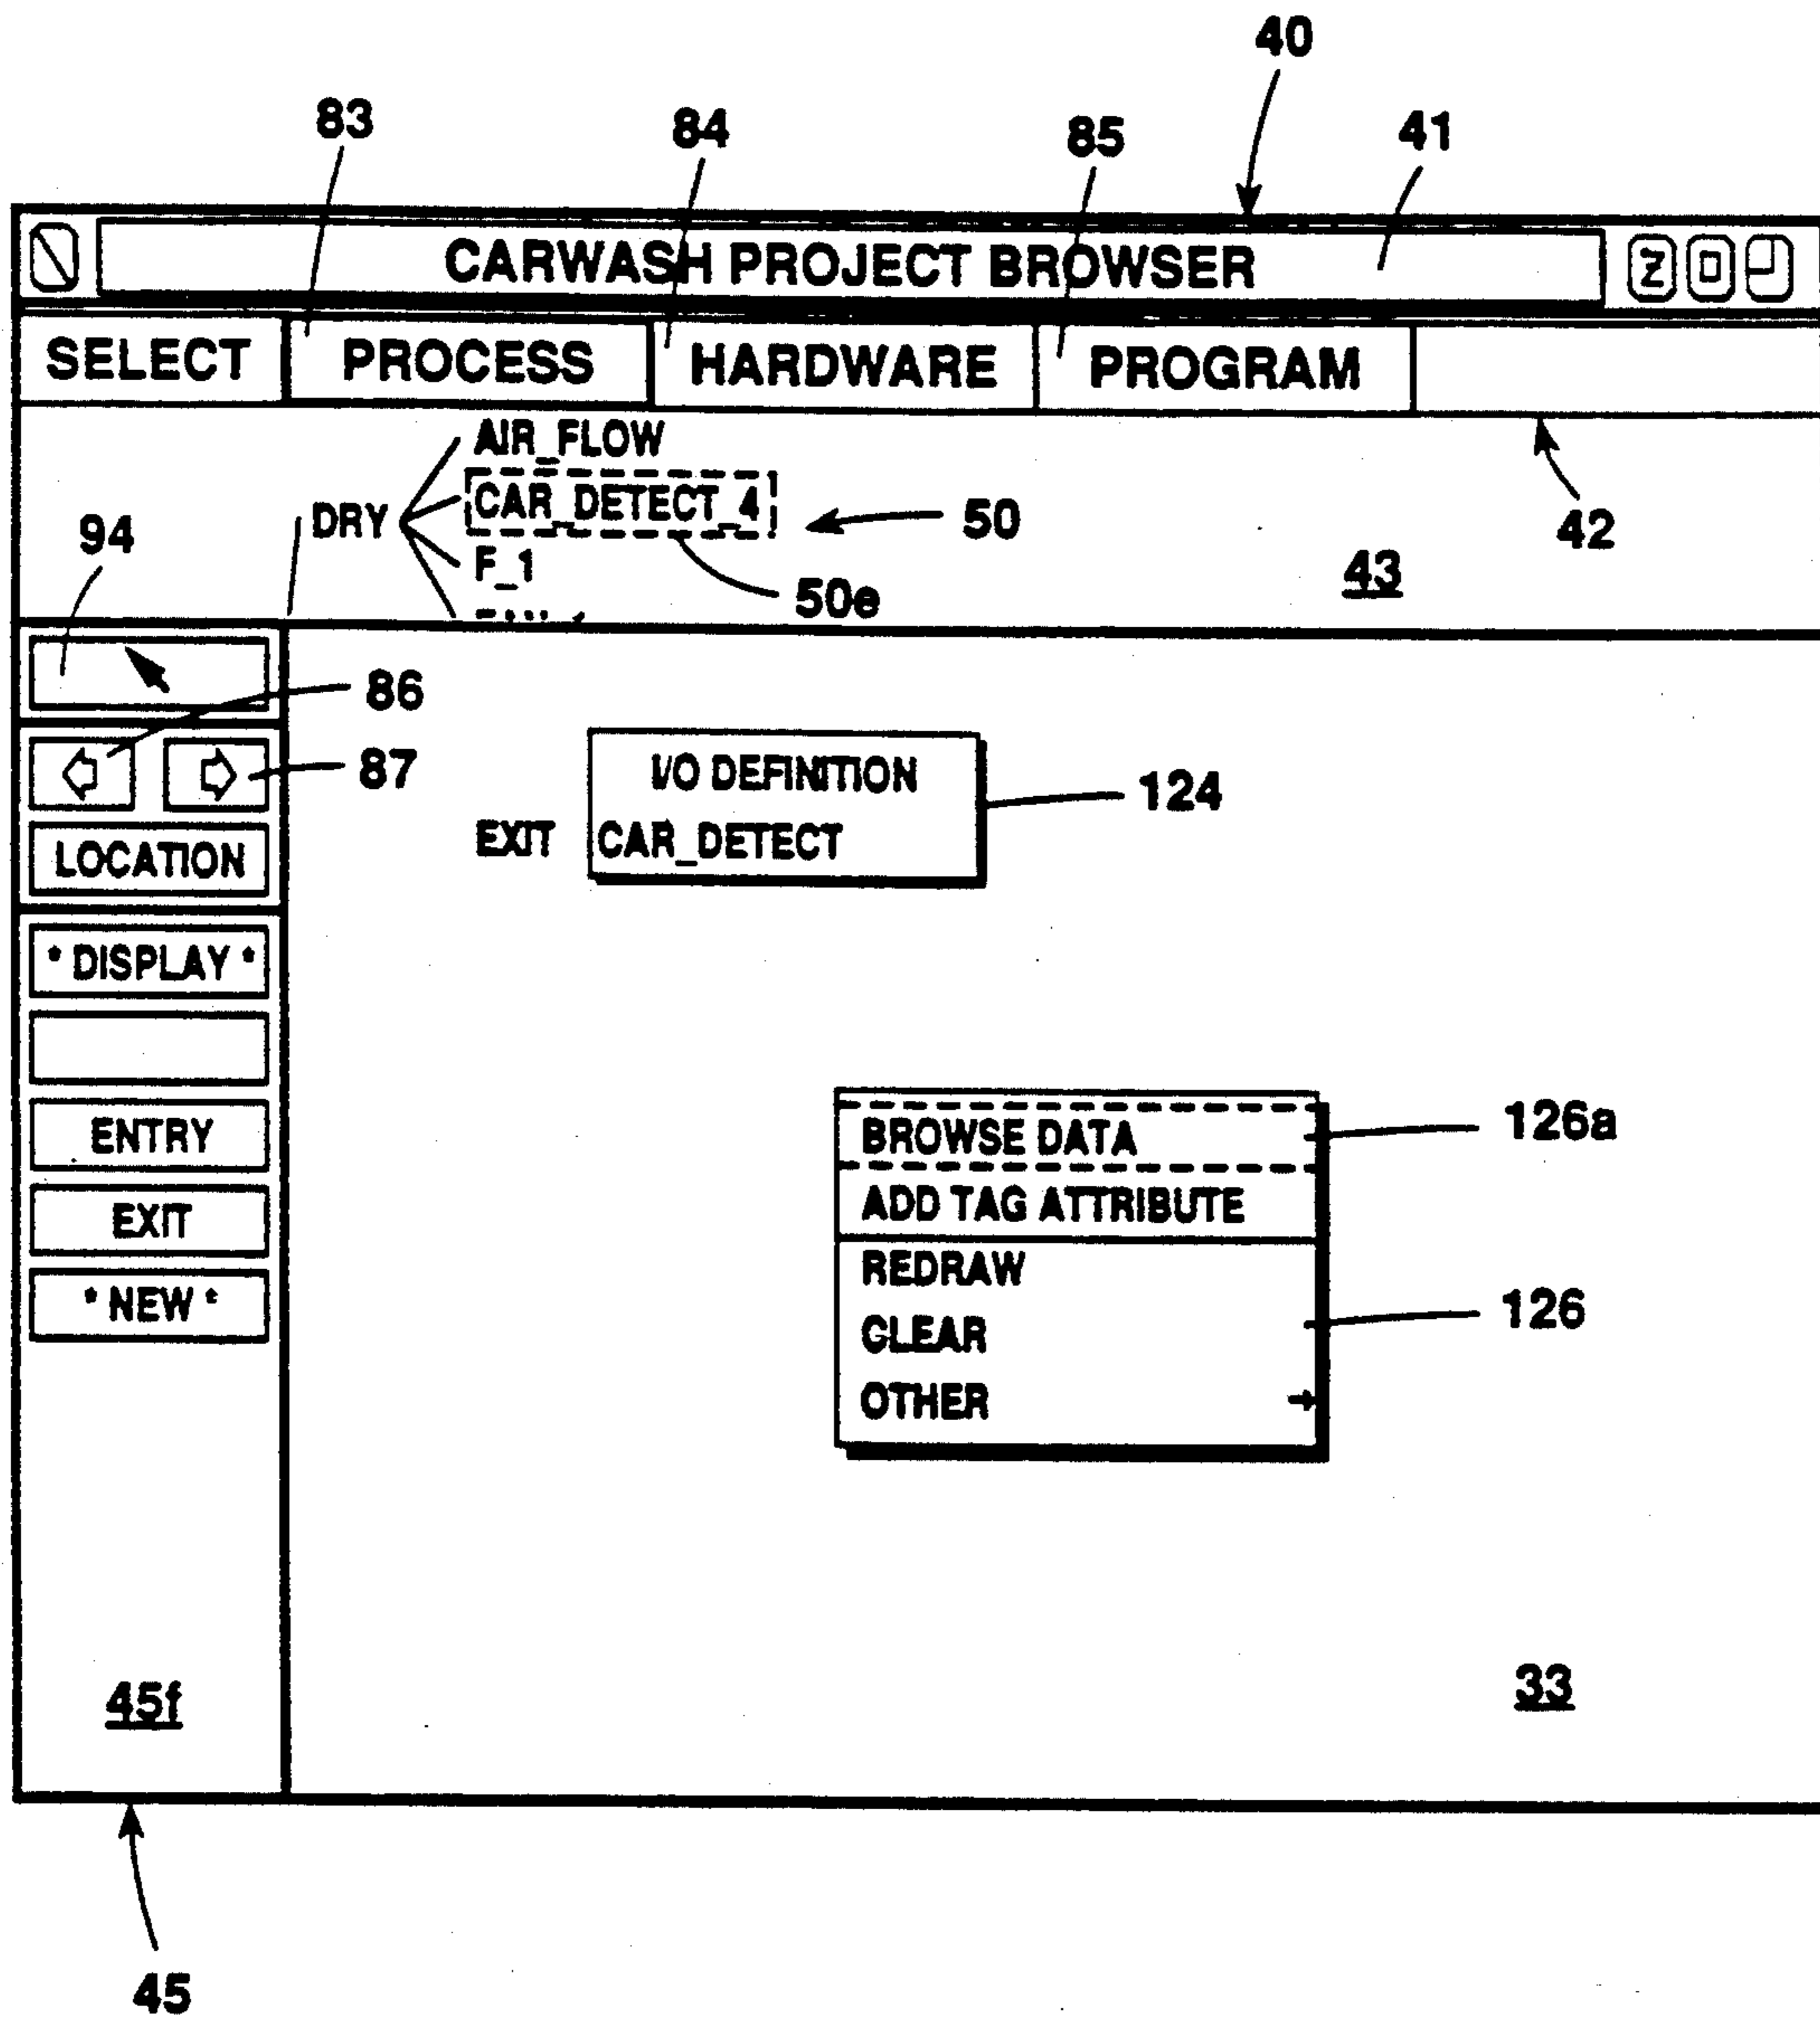 40
83
84
85
41
CARWASH PROJECT BROWSER
Z
SELECT PROCESS HARDWARE PROGRAM
AIR_FLOW
DRY CAR_DETECT_4
F_1
50
50e
42
43
94
86
87
LOCATION
* DISPLAY *
ENTRY
EXIT
* NEW *
I/O DEFINITION
EXIT CAR_DETECT
124
BROWSE DATA
126a
ADD TAG ATTRIBUTE
REDRAW
CLEAR
126
OTHER
45f
33
45